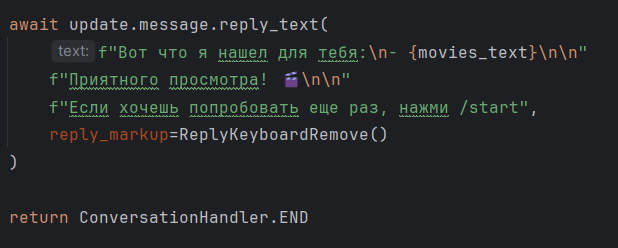 await update.message.reply_text(
text: f"Вот что я нашел для тебя:\n- {movies_text}\n\n"
f"Приятного просмотра! 🎬\n\n"
f"Если хочешь попробовать еще раз, нажми /start",
reply_markup=ReplyKeyboardRemove()
)
return ConversationHandler.END